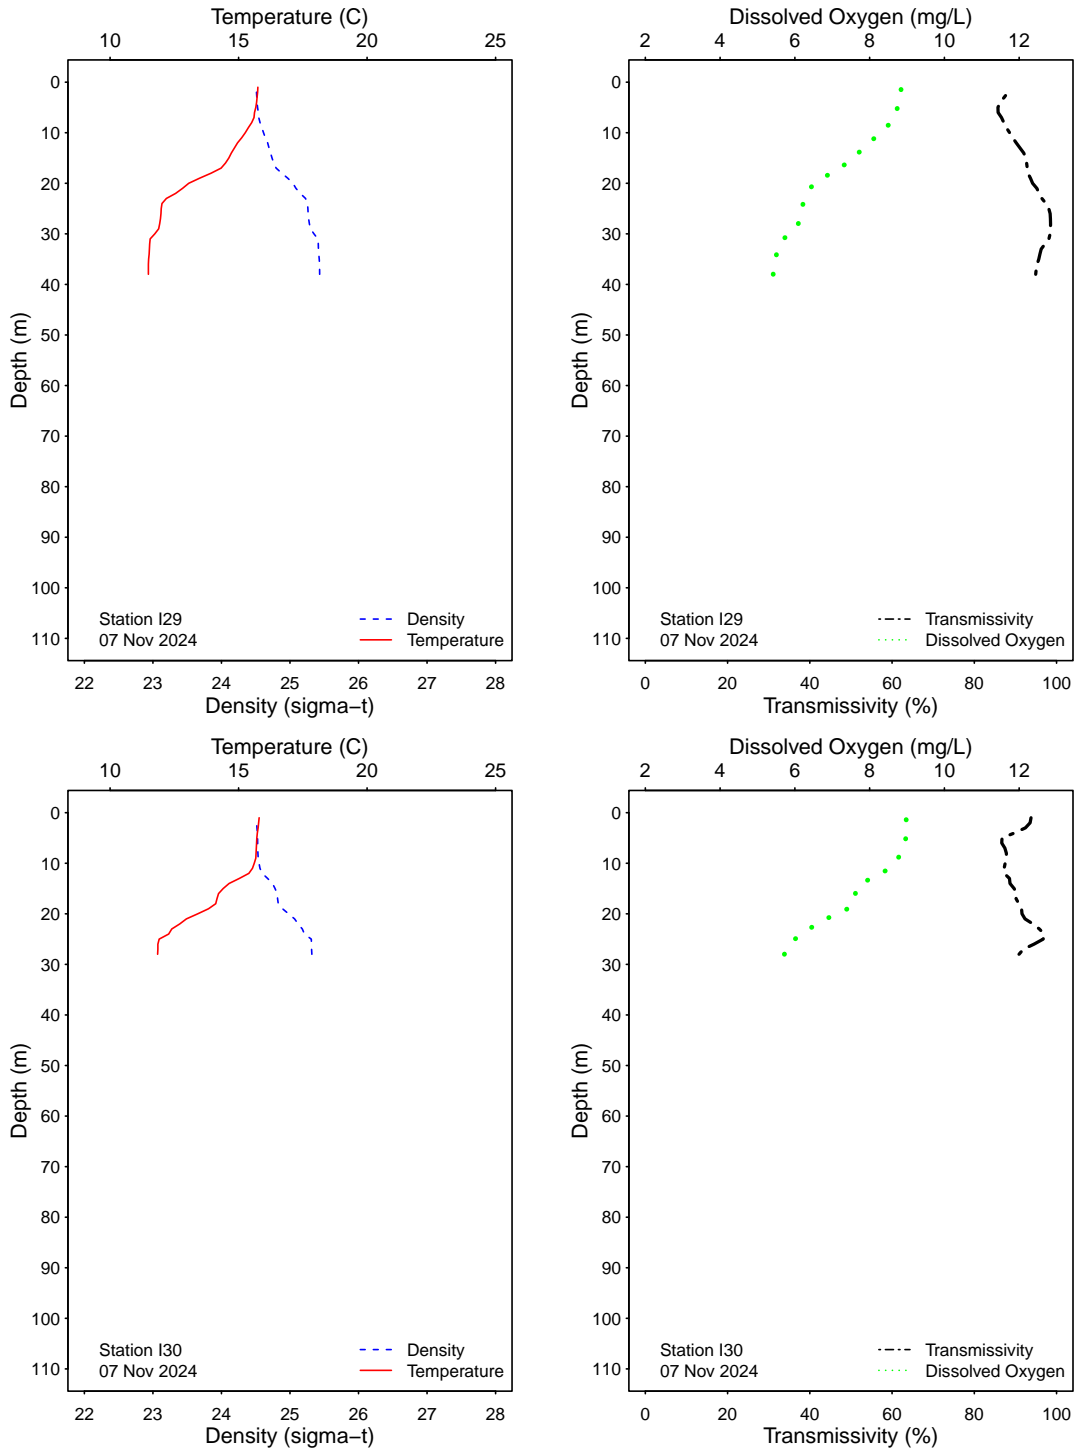 Temperature (C)
10 15 20 25
0
10
20
30
40
50
60
70
80
90
100
110
Depth (m)
Station I29
07 Nov 2024
Density
Temperature
22 23 24 25 26 27 28
Density (sigma−t)
Dissolved Oxygen (mg/L)
2 4 6 8 10 12
0
10
20
30
40
50
60
70
80
90
100
110
Depth (m)
Station I29
07 Nov 2024
Transmissivity
Dissolved Oxygen
0 20 40 60 80 100
Transmissivity (%)
Temperature (C)
10 15 20 25
0
10
20
30
40
50
60
70
80
90
100
110
Depth (m)
Station I30
07 Nov 2024
Density
Temperature
22 23 24 25 26 27 28
Density (sigma−t)
Dissolved Oxygen (mg/L)
2 4 6 8 10 12
0
10
20
30
40
50
60
70
80
90
100
110
Depth (m)
Station I30
07 Nov 2024
Transmissivity
Dissolved Oxygen
0 20 40 60 80 100
Transmissivity (%)